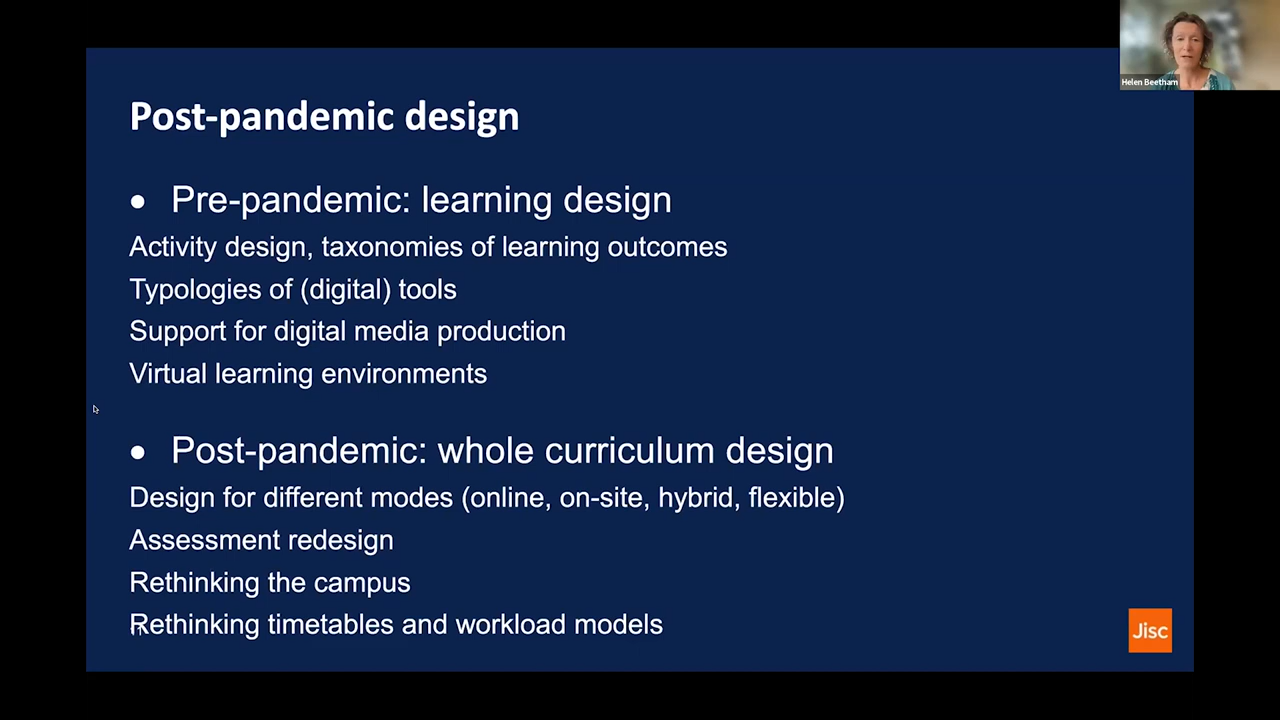 Helen Beetham
Post-pandemic design
• Pre-pandemic: learning design
Activity design, taxonomies of learning outcomes
Typologies of (digital) tools
Support for digital media production
Virtual learning environments
• Post-pandemic: whole curriculum design
Design for different modes (online, on-site, hybrid, flexible)
Assessment redesign
Rethinking the campus
Rethinking timetables and workload models
Jisc